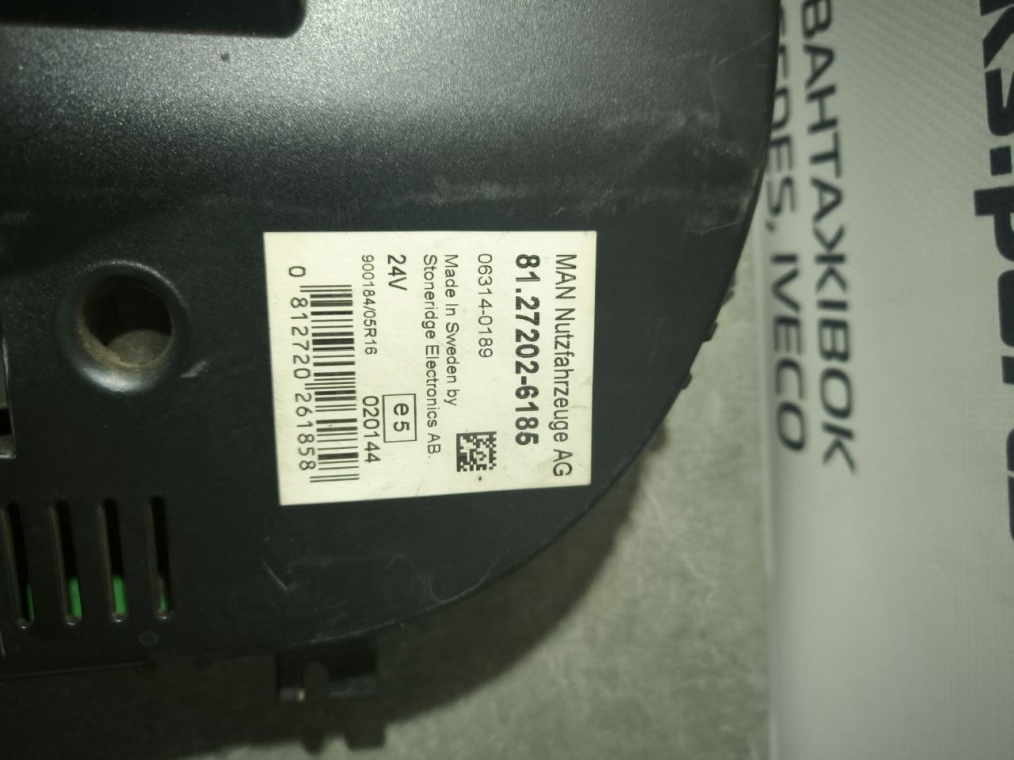 MAN Nutzfahrzeuge AG
81.27202-6185
06314-0189
Made In Sweden by
Stoneridge Electronics AB.
24V
e5
900184/05R16
020144
0 812720 261858
ВАНТАЖІВОК
IVECO